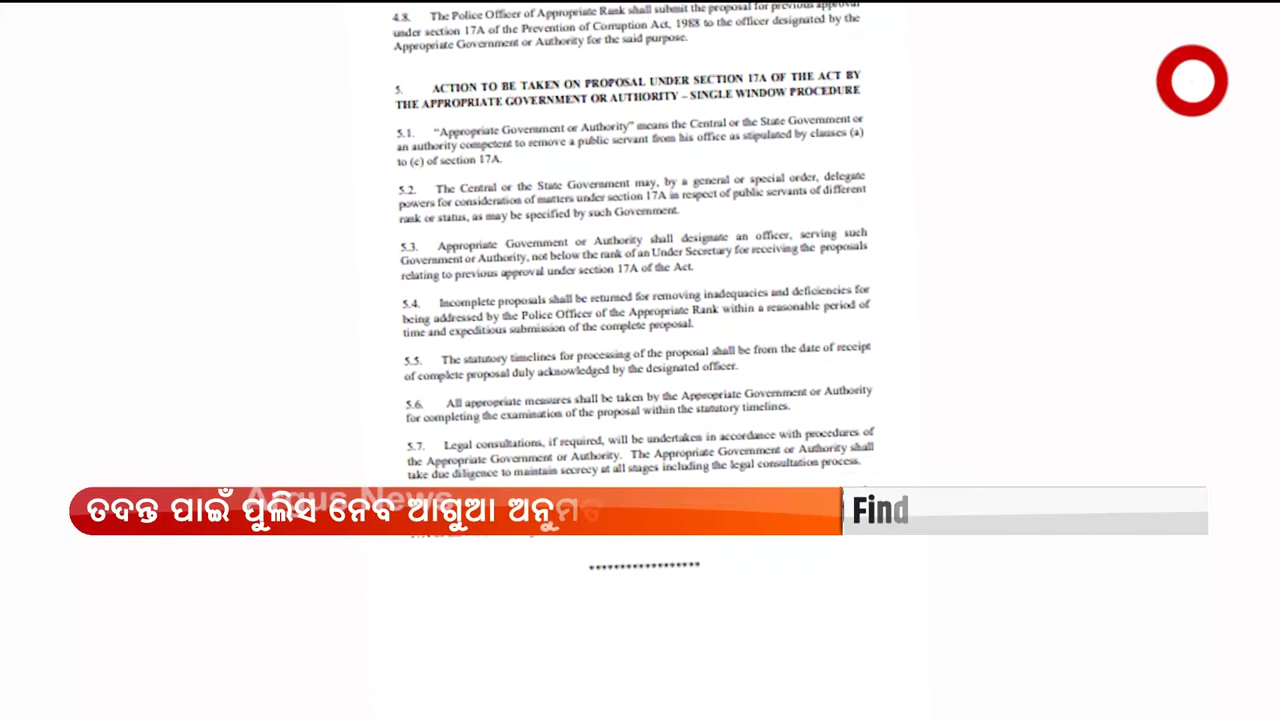 4.8. The Police Officer of Appropriate Rank shall submit the proposal for previous approval
under section 17A of the Prevention of Corruption Act, 1988 to the officer designated by the
Appropriate Government or Authority for the said purpose.
5. ACTION TO BE TAKEN ON PROPOSAL UNDER SECTION 17A OF THE ACT BY
THE APPROPRIATE GOVERNMENT OR AUTHORITY – SINGLE WINDOW PROCEDURE
5.1. "Appropriate Government or Authority" means the Central or the State Government or
an authority competent to remove a public servant from his office as stipulated by clauses (a)
to (c) of section 17A.
5.2. The Central or the State Government may, by a general or special order, delegate
powers for consideration of matters under section 17A in respect of public servants of different
rank or status, as may be specified by such Government.
5.3. Appropriate Government or Authority shall designate an officer, serving such
Government or Authority, not below the rank of an Under Secretary for receiving the proposals
relating to previous approval under section 17A of the Act.
5.4. Incomplete proposals shall be returned for removing inadequacies and deficiencies for
being addressed by the Police Officer of the Appropriate Rank within a reasonable period of
time and expeditious submission of the complete proposal.
5.5. The statutory timelines for processing of the proposal shall be from the date of receipt
of complete proposal duly acknowledged by the designated officer.
5.6. All appropriate measures shall be taken by the Appropriate Government or Authority
for completing the examination of the proposal within the statutory timelines.
5.7. Legal consultations, if required, will be undertaken in accordance with procedures of
the Appropriate Government or Authority. The Appropriate Government or Authority shall
take due diligence to maintain secrecy at all stages including the legal consultation process.
Argus News
ତଦନ୍ତ ପାଇଁ ପୁଲିସ ନେବ ଆଗୁଆ ଅନୁମତ
Find
******************